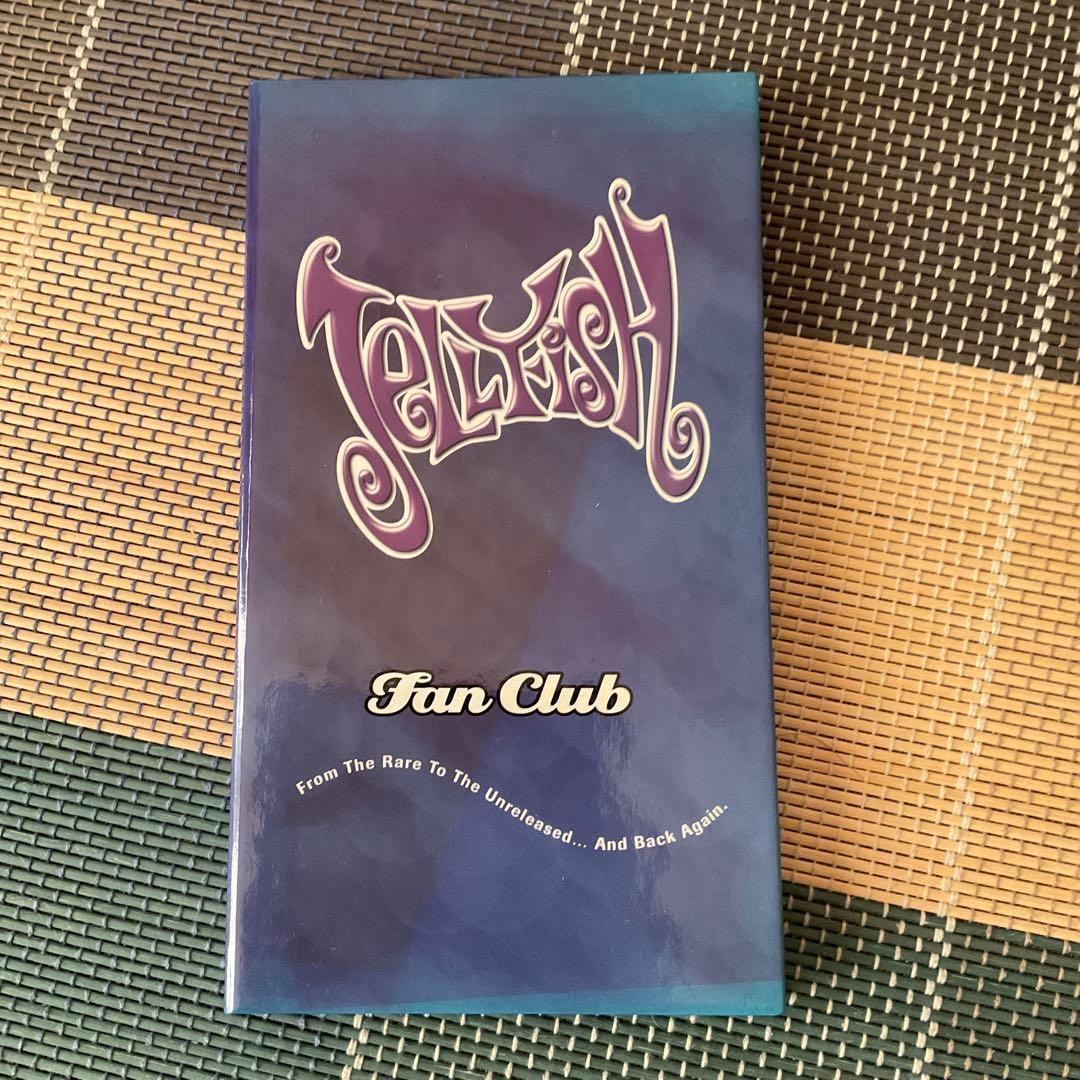 JELLYFiSH
Fan Club
From The Rare To The Unreleased... And Back Again.